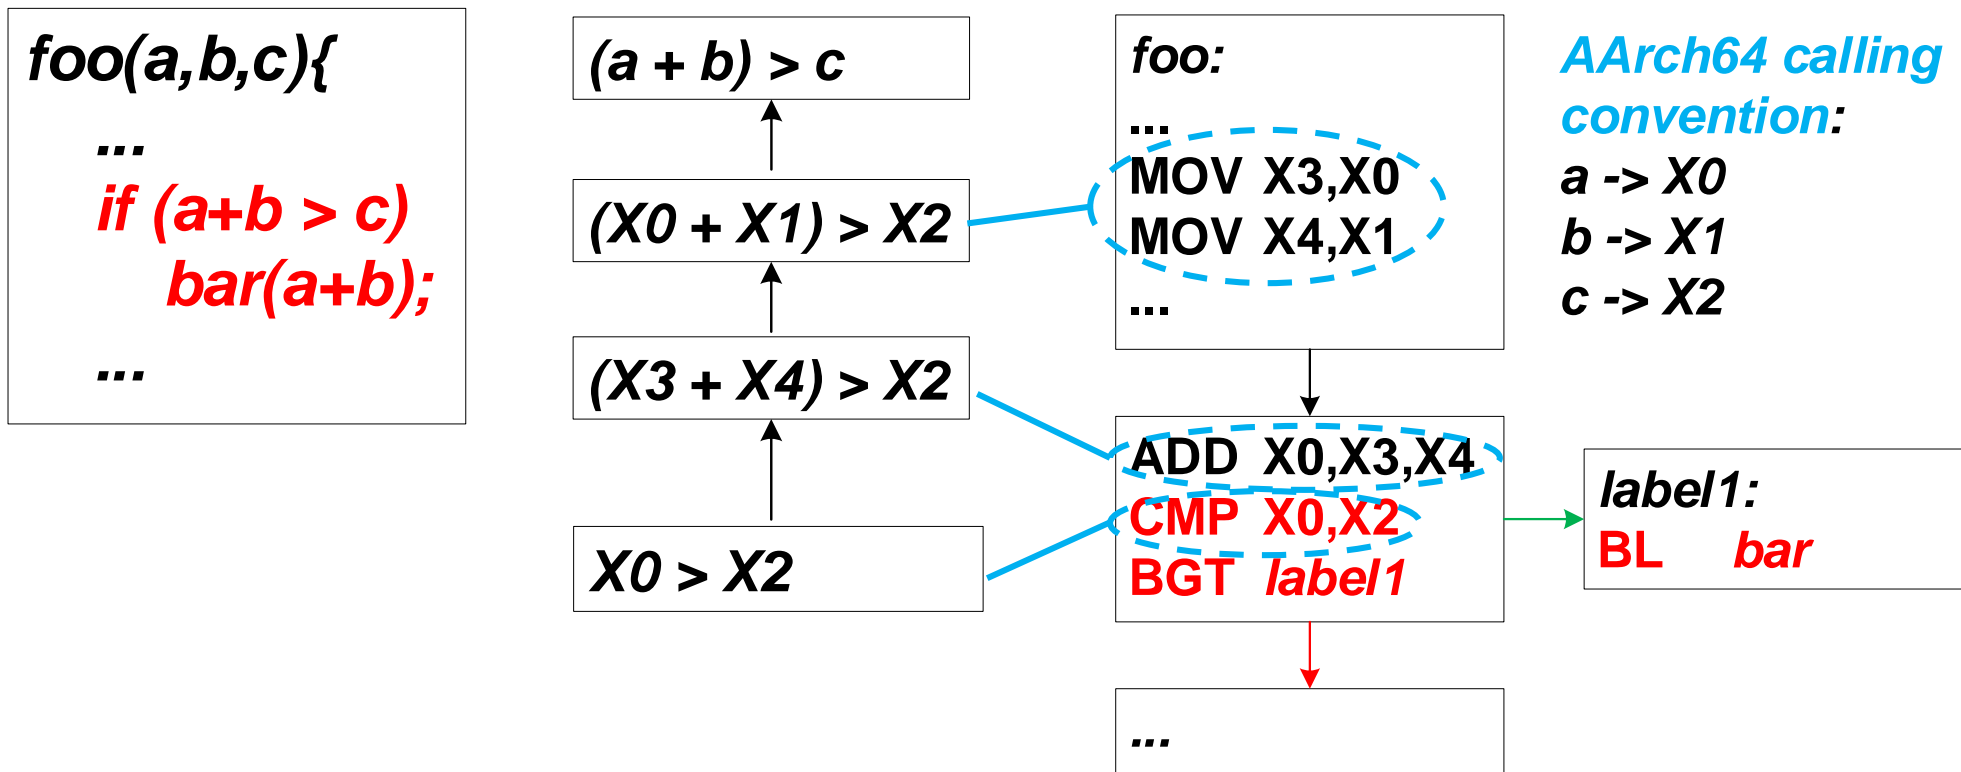 foo(a,b,c){
...
if (a+b > c)
bar(a+b);
...
(a + b) > c
(X0 + X1) > X2
(X3 + X4) > X2
X0 > X2
foo:
...
MOV X3,X0
MOV X4,X1
...
ADD X0,X3,X4
CMP X0,X2
BGT label1
...
label1:
BL bar
AArch64 calling
convention:
a -> X0
b -> X1
c -> X2